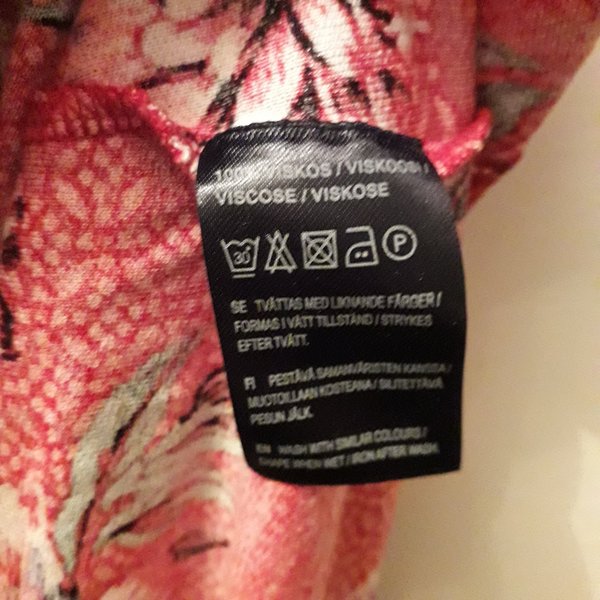 100% VISKOS / VISKOOSI /
VISCOSE / VISKOSE
30°
P
SE TVÄTTAS MED LIKNANDE FÄRGER /
FORMAS I VÅTT TILLSTÅND / STRYKES
EFTER TVÄTT.
FI PESTÄVÄ SAMANVÄRISTEN KANSSA /
MUOTOILLAAN KOSTEANA / SILITETTÄVÄ
PESUN JÄLK.
EN WASH WITH SIMILAR COLOURS /
SHAPE WHEN WET / IRON AFTER WASH.